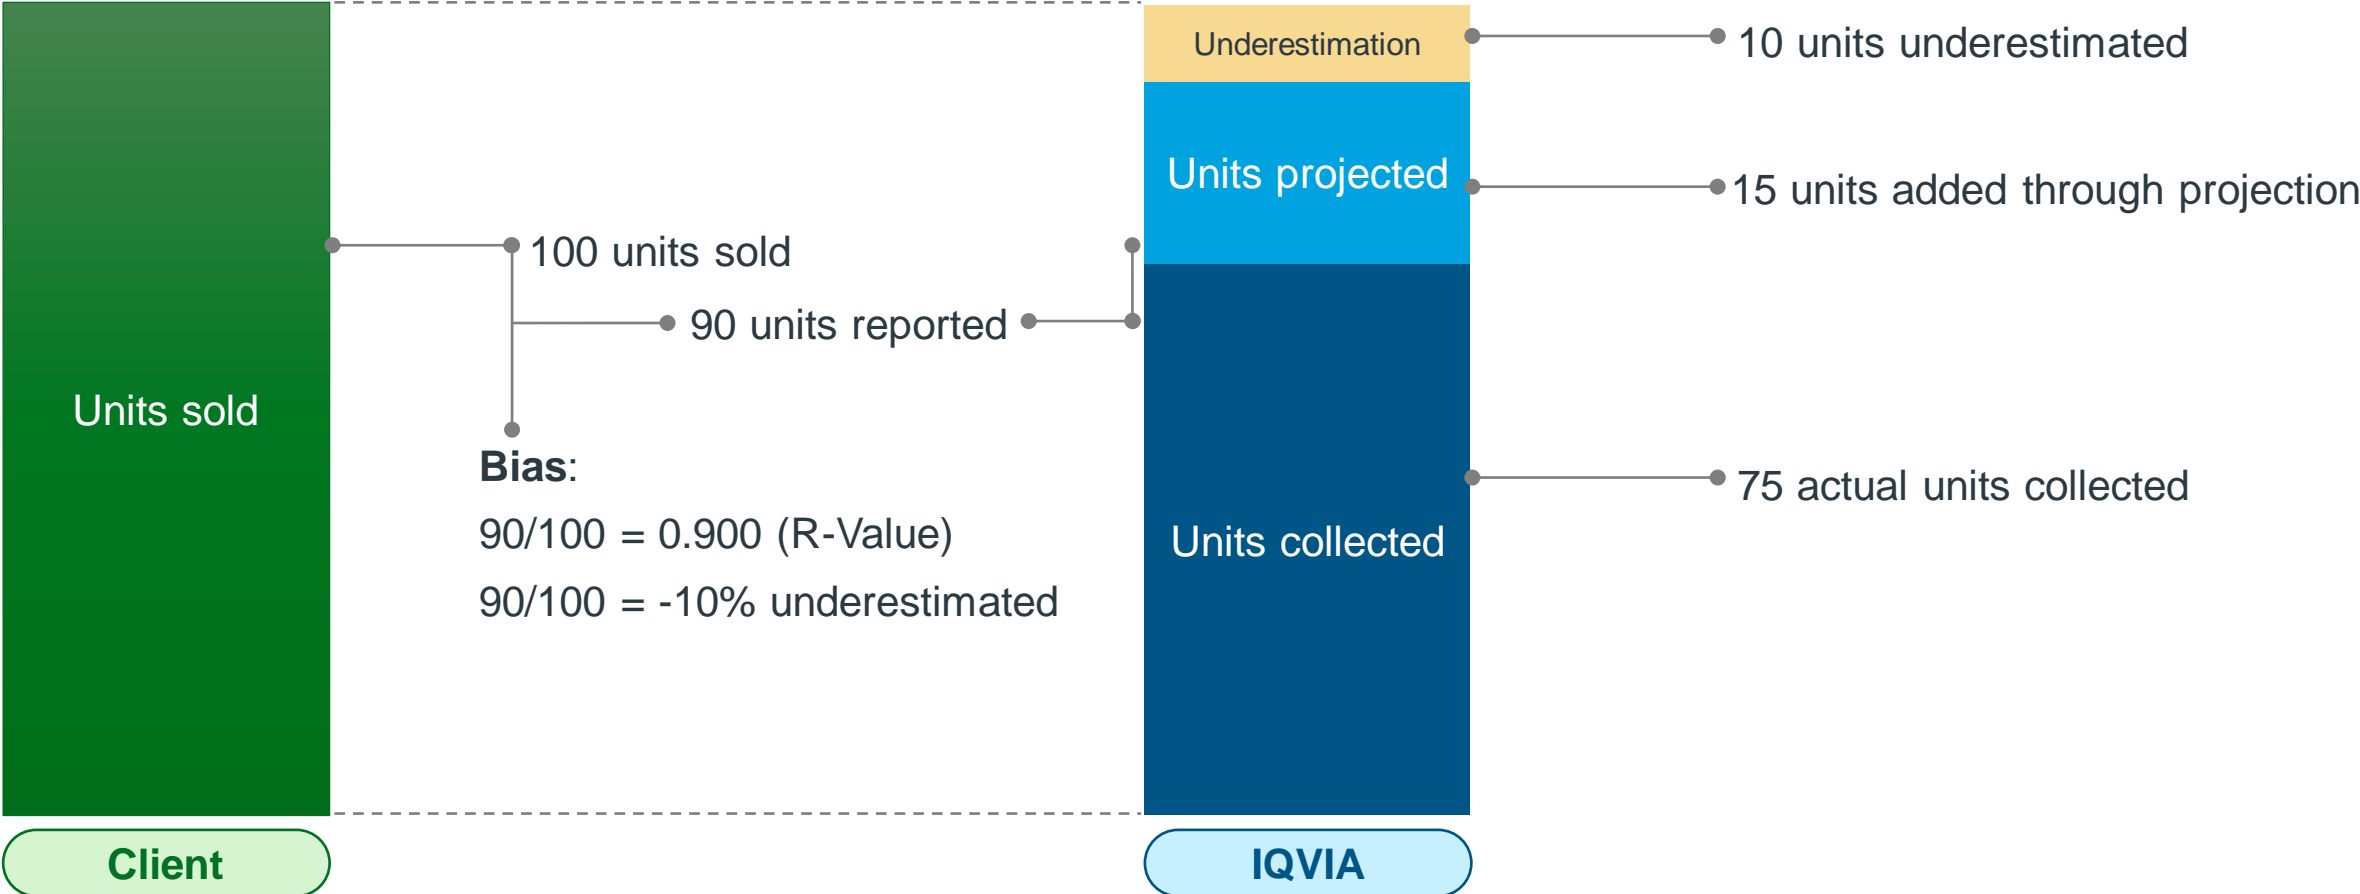 Underestimation
10 units underestimated
Units projected
15 units added through projection
100 units sold
90 units reported
Units sold
Bias:
75 actual units collected
90/100 = 0.900 (R-Value)
Units collected
90/100 = -10% underestimated
Client
IQVIA